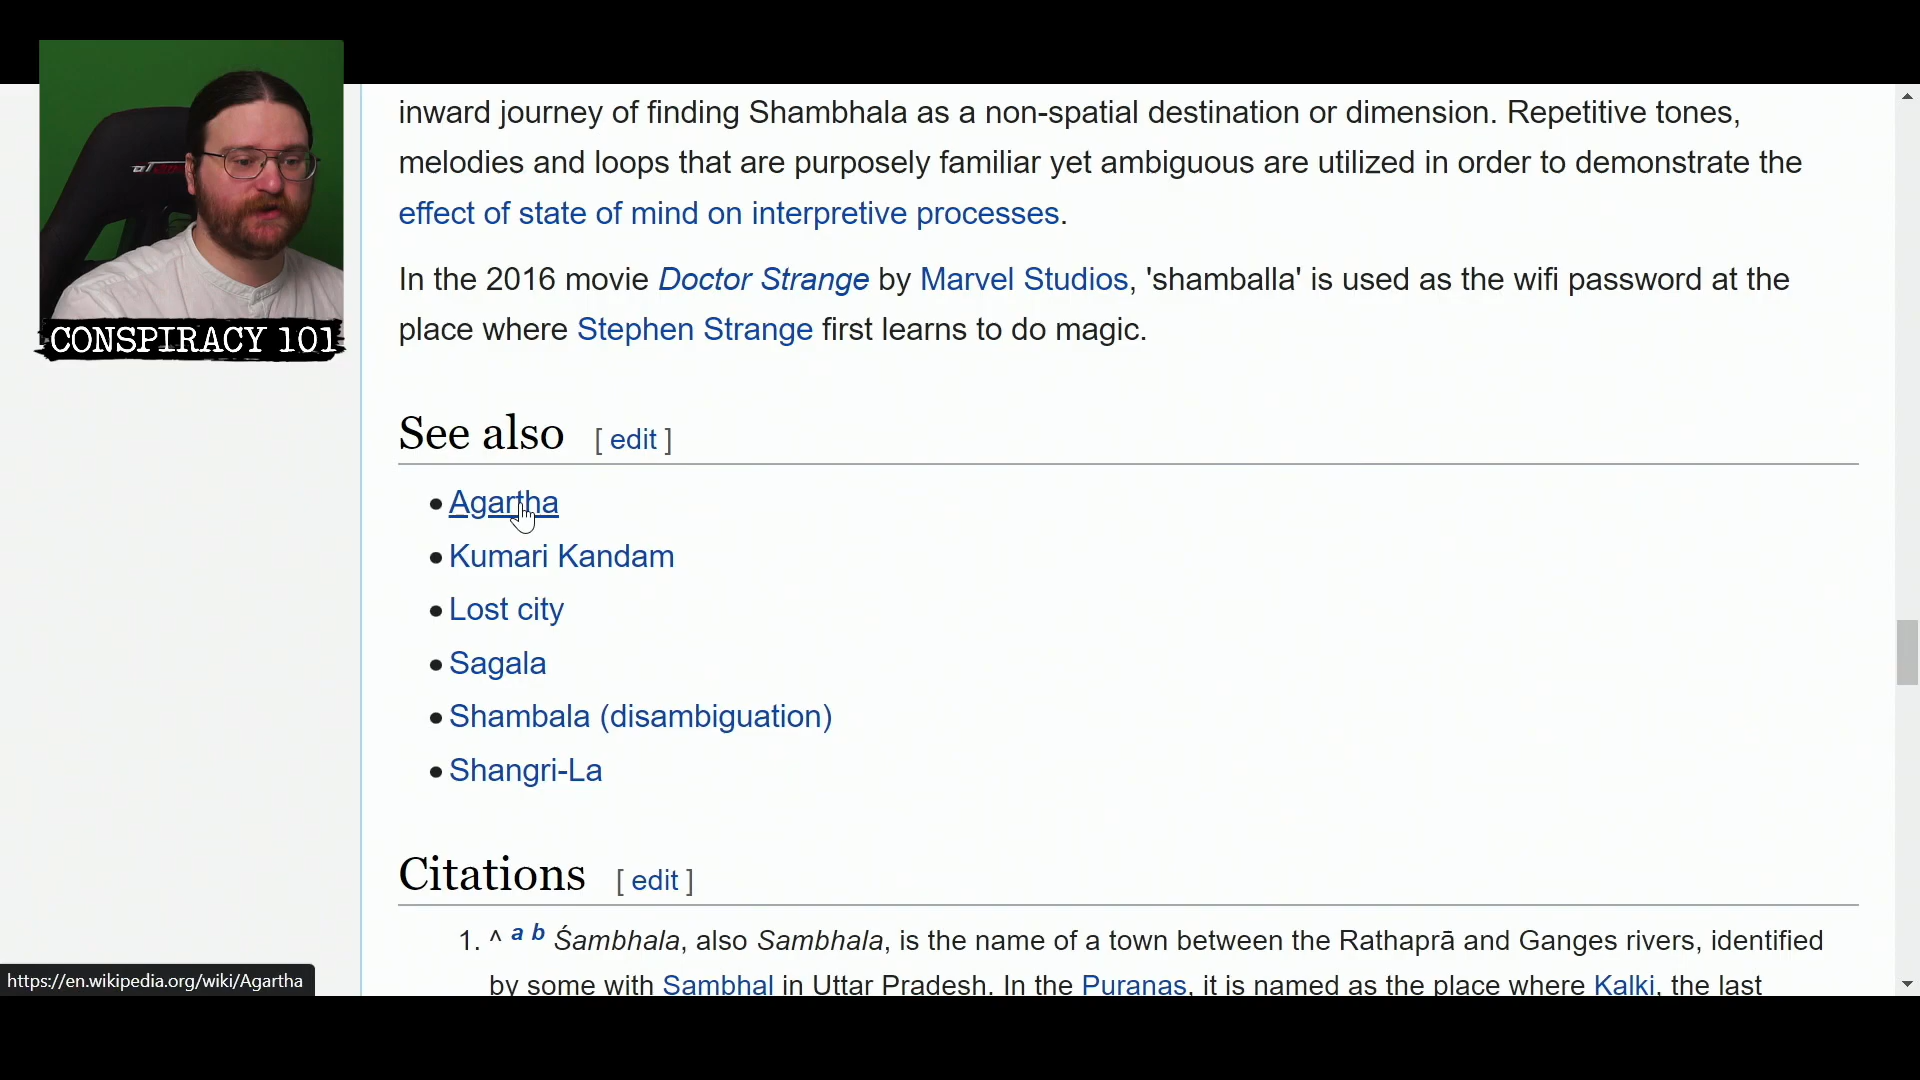 CONSPIRACY 101
inward journey of finding Shambhala as a non-spatial destination or dimension. Repetitive tones,
melodies and loops that are purposely familiar yet ambiguous are utilized in order to demonstrate the
effect of state of mind on interpretive processes.
In the 2016 movie Doctor Strange by Marvel Studios, 'shamballa' is used as the wifi password at the
place where Stephen Strange first learns to do magic.
See also [ edit ]
• Agartha
• Kumari Kandam
• Lost city
• Sagala
• Shambala (disambiguation)
• Shangri-La
Citations [ edit ]
1. ^ a b Śambhala, also Sambhala, is the name of a town between the Rathaprā and Ganges rivers, identified
by some with Sambhal in Uttar Pradesh. In the Puranas, it is named as the place where Kalki, the last
https://en.wikipedia.org/wiki/Agartha